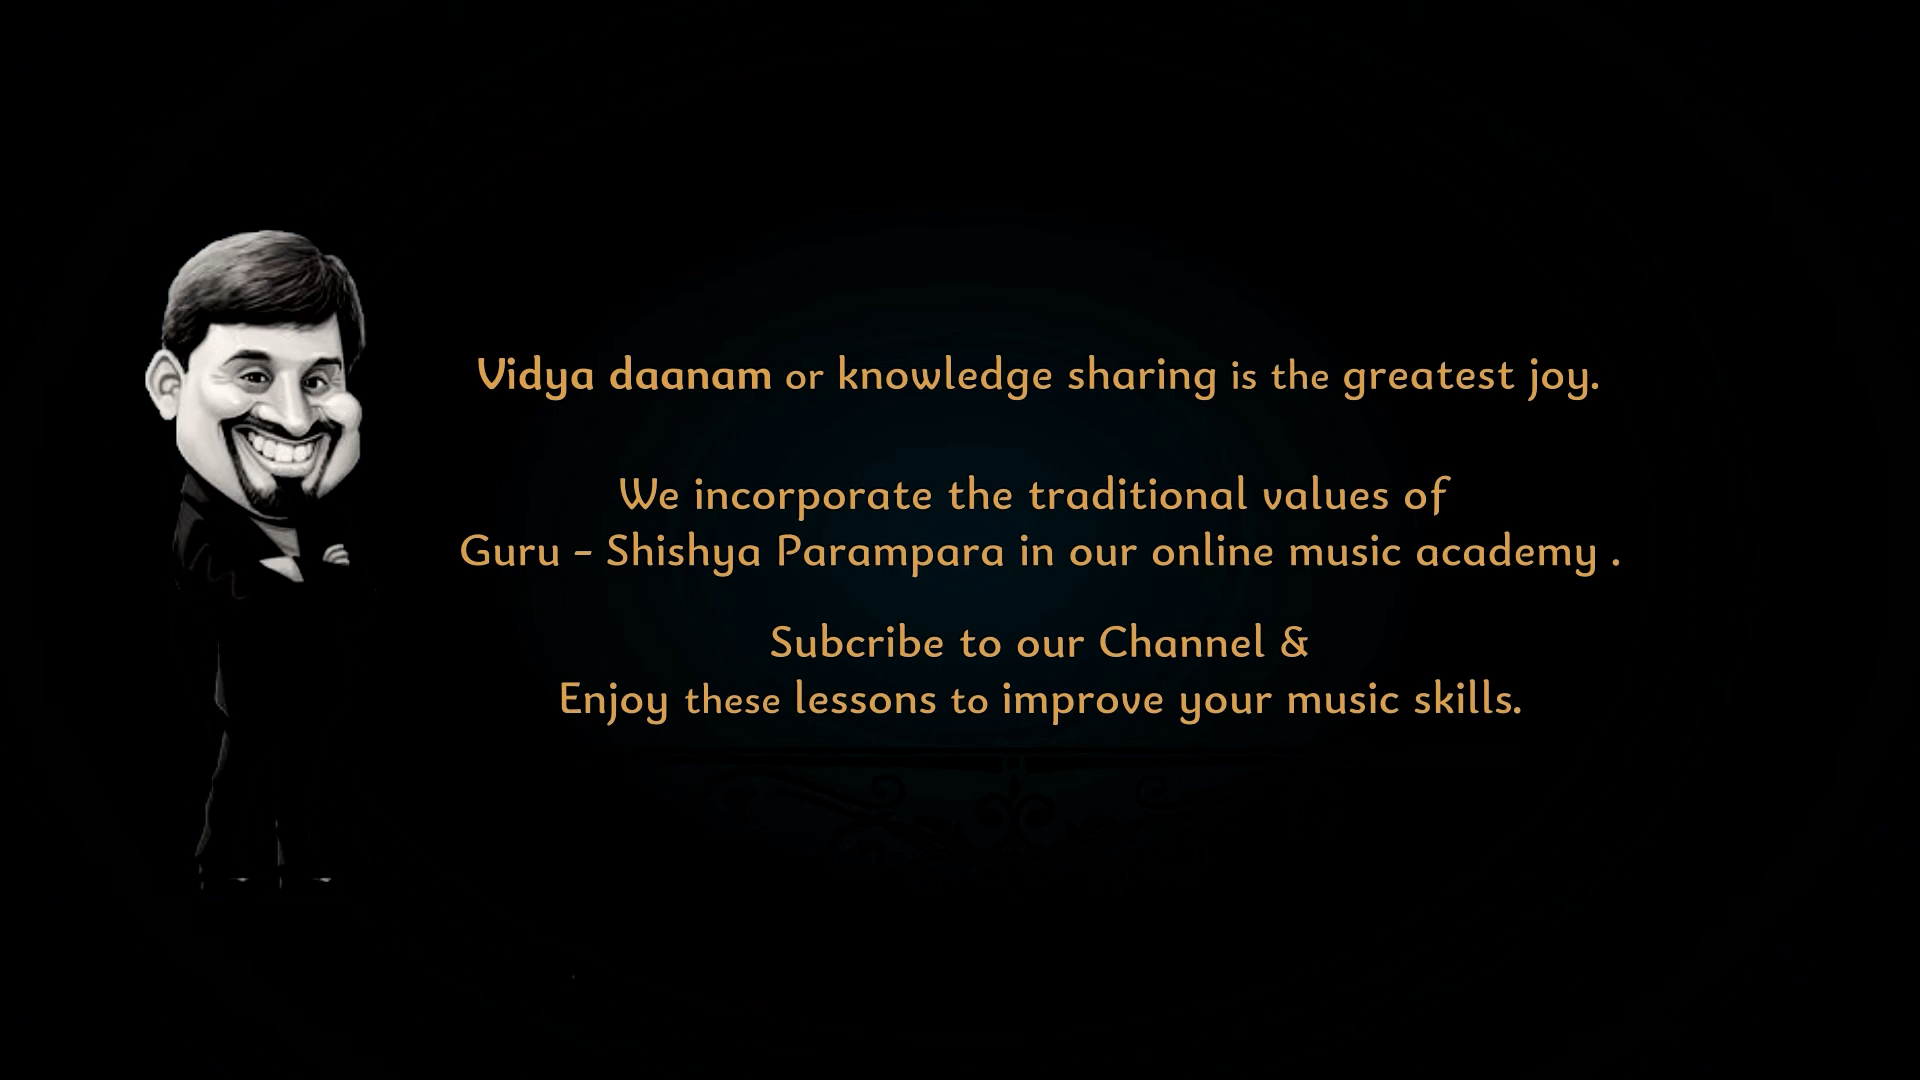 Vidya daanam or knowledge sharing is the greatest joy.
We incorporate the traditional values of
Guru - Shishya Parampara in our online music academy .
Subcribe to our Channel &
Enjoy these lessons to improve your music skills.